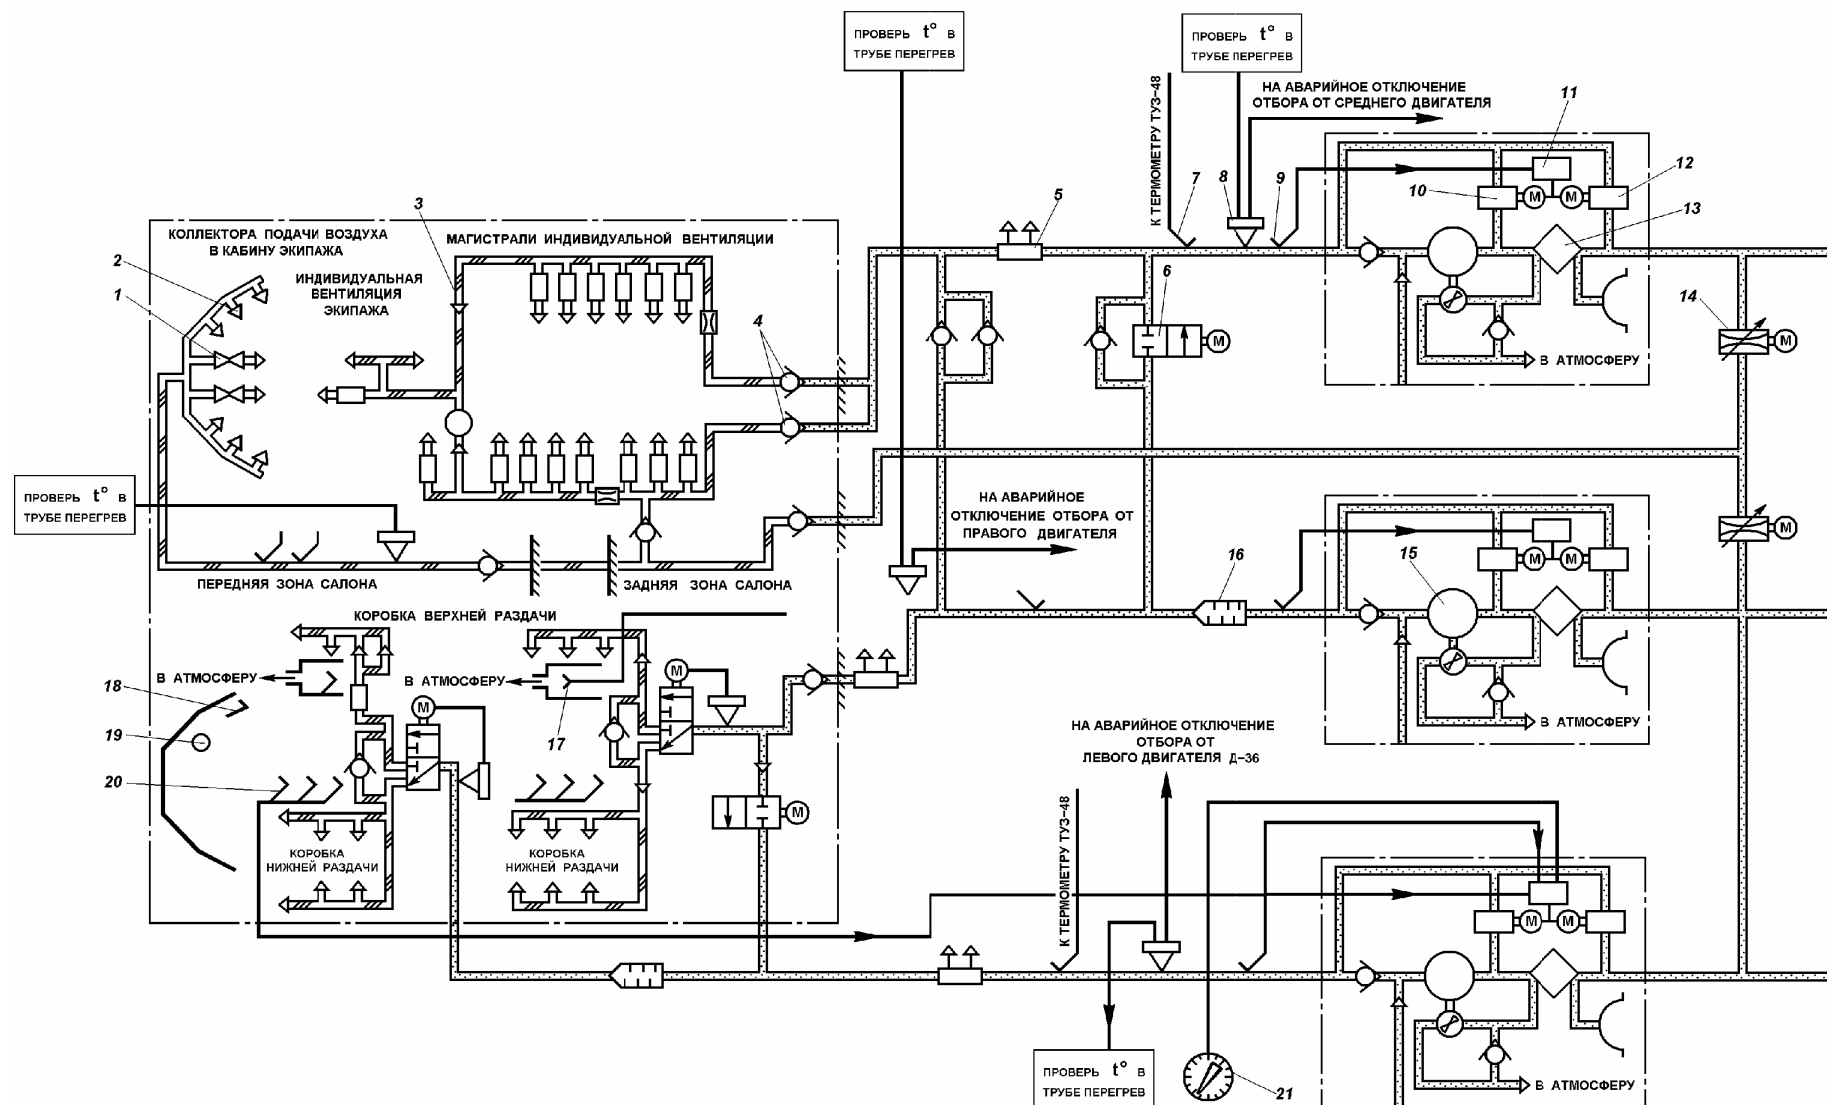 ПРОВЕРЬ t° В
ТРУБЕ ПЕРЕГРЕВ
ПРОВЕРЬ t° В
ТРУБЕ ПЕРЕГРЕВ
К ТЕРМОМЕТРУ ТУЭ-48
НА АВАРИЙНОЕ ОТКЛЮЧЕНИЕ
ОТБОРА ОТ СРЕДНЕГО ДВИГАТЕЛЯ
11
12
10
13
3
7
8
9
5
6
14
КОЛЛЕКТОРА ПОДАЧИ ВОЗДУХА
В КАБИНУ ЭКИПАЖА
МАГИСТРАЛИ ИНДИВИДУАЛЬНОЙ ВЕНТИЛЯЦИИ
ИНДИВИДУАЛЬНАЯ
ВЕНТИЛЯЦИЯ
ЭКИПАЖА
2
1
4
М
М
М
М
В АТМОСФЕРУ
ПРОВЕРЬ t° В
ТРУБЕ ПЕРЕГРЕВ
НА АВАРИЙНОЕ
ОТКЛЮЧЕНИЕ ОТБОРА ОТ
ПРАВОГО ДВИГАТЕЛЯ
ПЕРЕДНЯЯ ЗОНА САЛОНА
ЗАДНЯЯ ЗОНА САЛОНА
16
15
М
М
М
В АТМОСФЕРУ
КОРОБКА ВЕРХНЕЙ РАЗДАЧИ
В АТМОСФЕРУ
В АТМОСФЕРУ
М
М
М
18
19
20
17
КОРОБКА
НИЖНЕЙ РАЗДАЧИ
КОРОБКА
НИЖНЕЙ РАЗДАЧИ
НА АВАРИЙНОЕ ОТКЛЮЧЕНИЕ
ОТБОРА ОТ
ЛЕВОГО ДВИГАТЕЛЯ Д-36
К ТЕРМОМЕТРУ ТУЭ-48
М
М
В АТМОСФЕРУ
ПРОВЕРЬ t° В
ТРУБЕ ПЕРЕГРЕВ
21